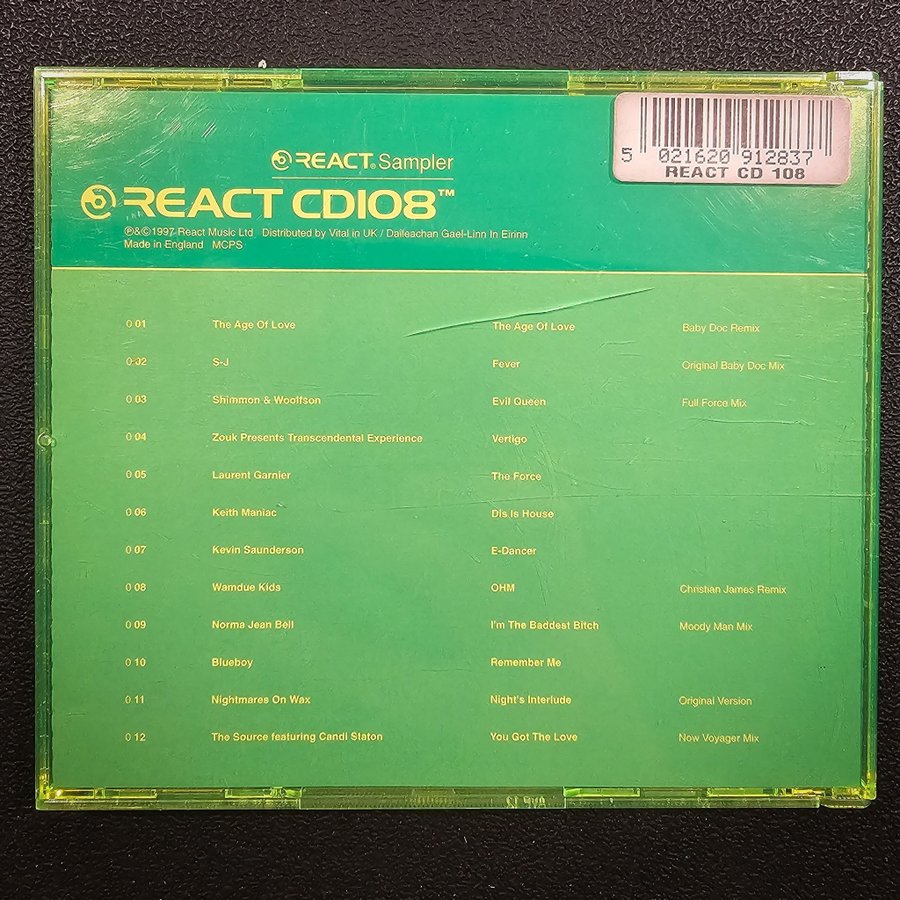 5 021620 912837
REACT CD 108
REACT® Sampler
REACT CD108™
℗&©1997 React Music Ltd Distributed by Vital in UK / Daileachan Gael-Linn In Eirinn
Made in England MCPS
0 01 The Age Of Love The Age Of Love Baby Doc Remix
0 02 S-J Fever Original Baby Doc Mix
0 03 Shimmon & Woolfson Evil Queen Full Force Mix
0 04 Zouk Presents Transcendental Experience Vertigo
0 05 Laurent Garnier The Force
0 06 Keith Maniac Dis Is House
0 07 Kevin Saunderson E-Dancer
0 08 Wamdue Kids OHM Christian James Remix
0 09 Norma Jean Bell I'm The Baddest Bitch Moody Man Mix
0 10 Blueboy Remember Me
0 11 Nightmares On Wax Night's Interlude Original Version
0 12 The Source featuring Candi Staton You Got The Love Now Voyager Mix